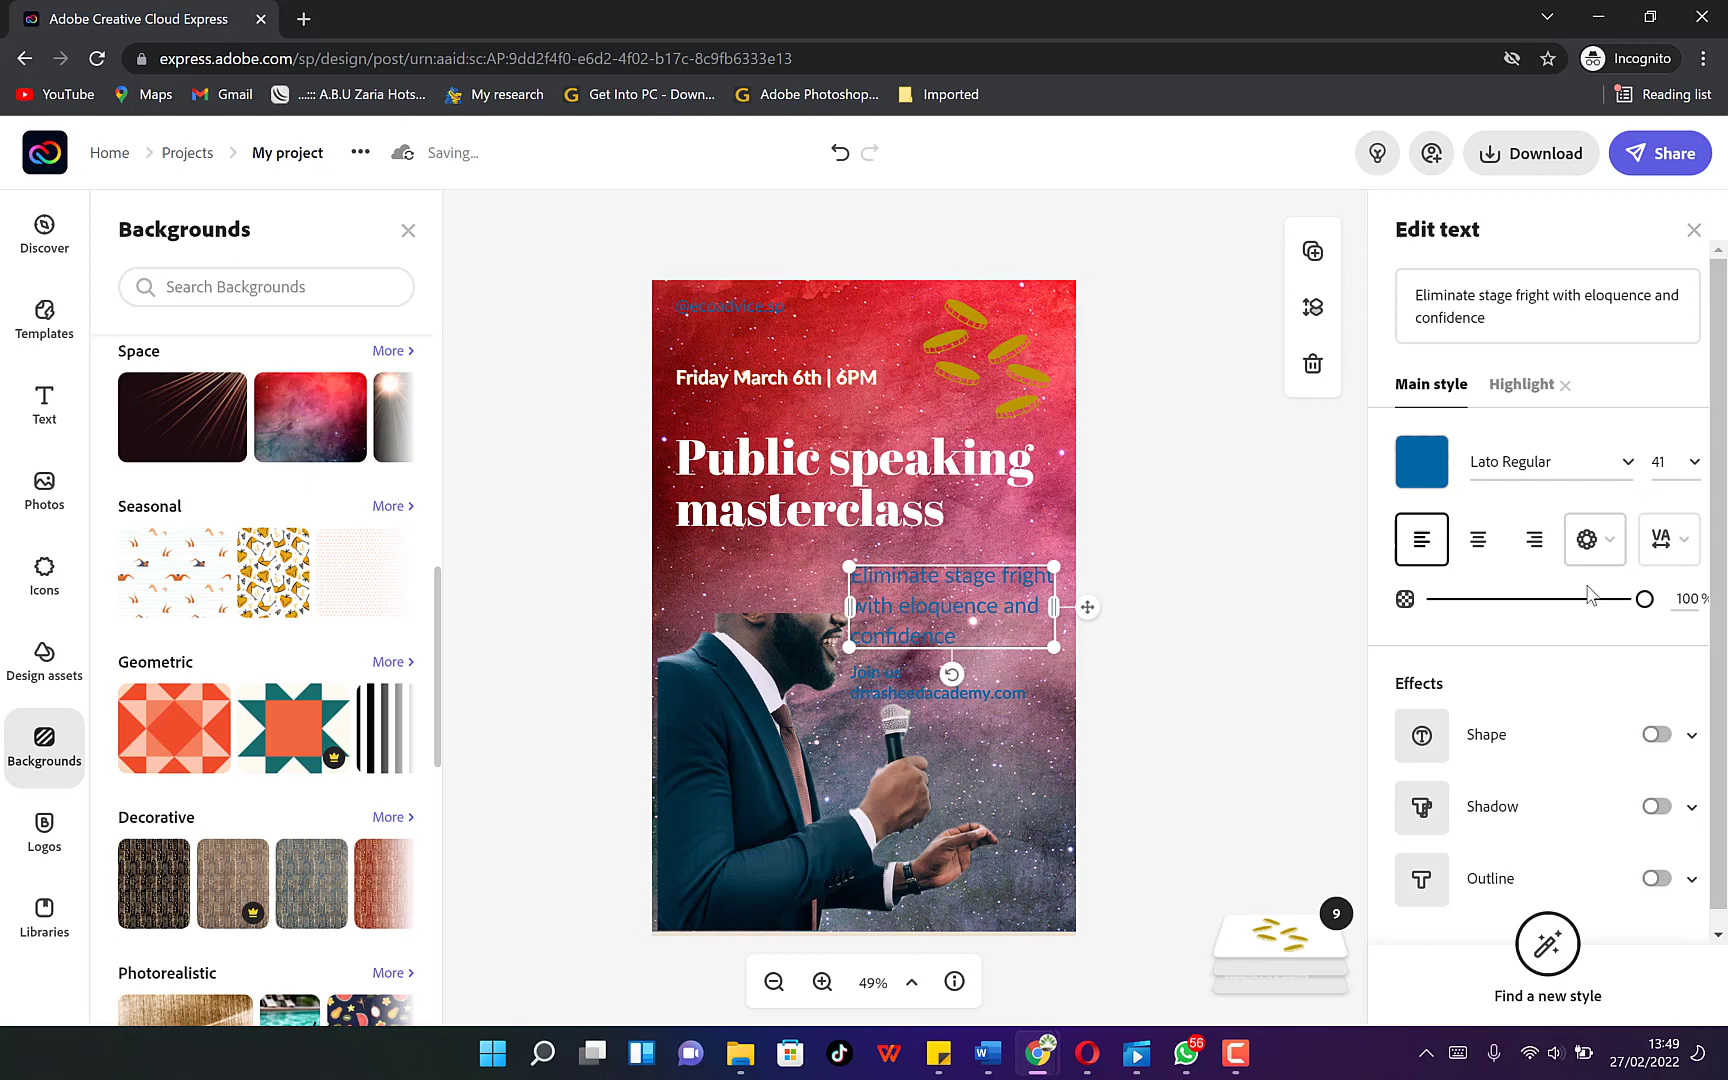 Adobe Creative Cloud Express
express.adobe.com/sp/design/post/urn:aaid:sc:AP:9dd2f4f0-e6d2-4f02-b17c-8c9fb6333e13
Incognito
YouTube
Maps
Gmail
...::: A.B.U Zaria Hots...
My research
Get Into PC - Down...
Adobe Photoshop...
Imported
Reading list
Home
Projects
My project
Saving...
Download
Share
Discover
Templates
Text
Photos
Icons
Design assets
Backgrounds
Logos
Libraries
Backgrounds
Search Backgrounds
Space
More
Seasonal
More
Geometric
More
Decorative
More
Photorealistic
More
@ecoadvice.sp
Friday March 6th | 6PM
Public speaking
masterclass
Eliminate stage fright
with eloquence and
confidence
Join us
drrasheedacademy.com
49%
9
Edit text
Eliminate stage fright with eloquence and
confidence
Main style
Highlight
Lato Regular
41
VA
100%
Effects
Shape
Shadow
Outline
Find a new style
56
13:49
27/02/2022